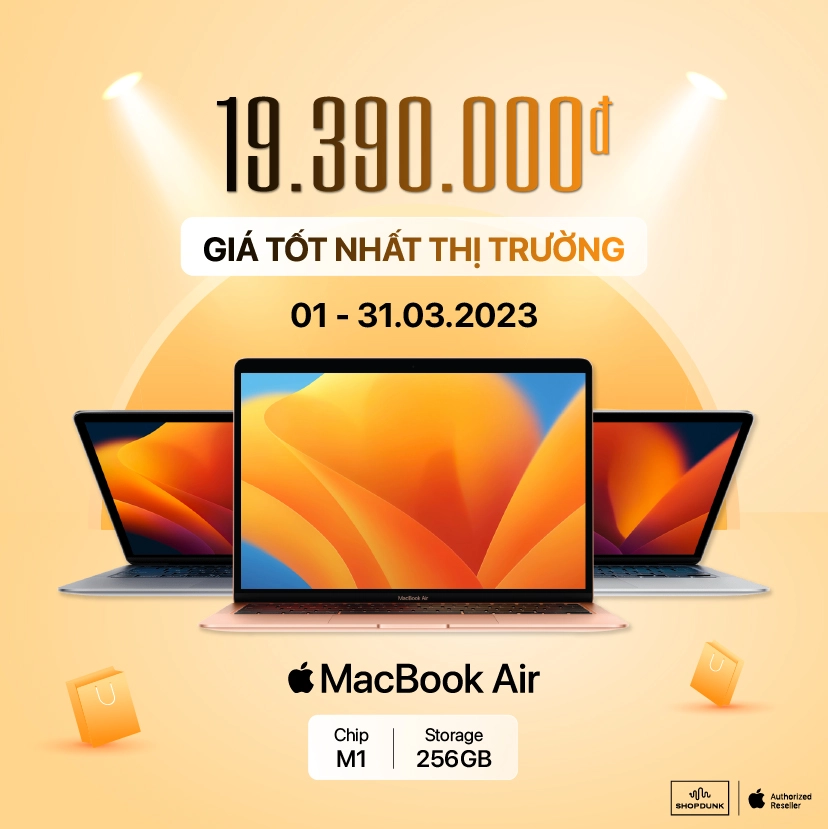 19.390.000đ
GIÁ TỐT NHẤT THỊ TRƯỜNG
01 - 31.03.2023
MacBook Air
MacBook Air
Chip
M1
Storage
256GB
SHOPDUNK
Authorized
Reseller